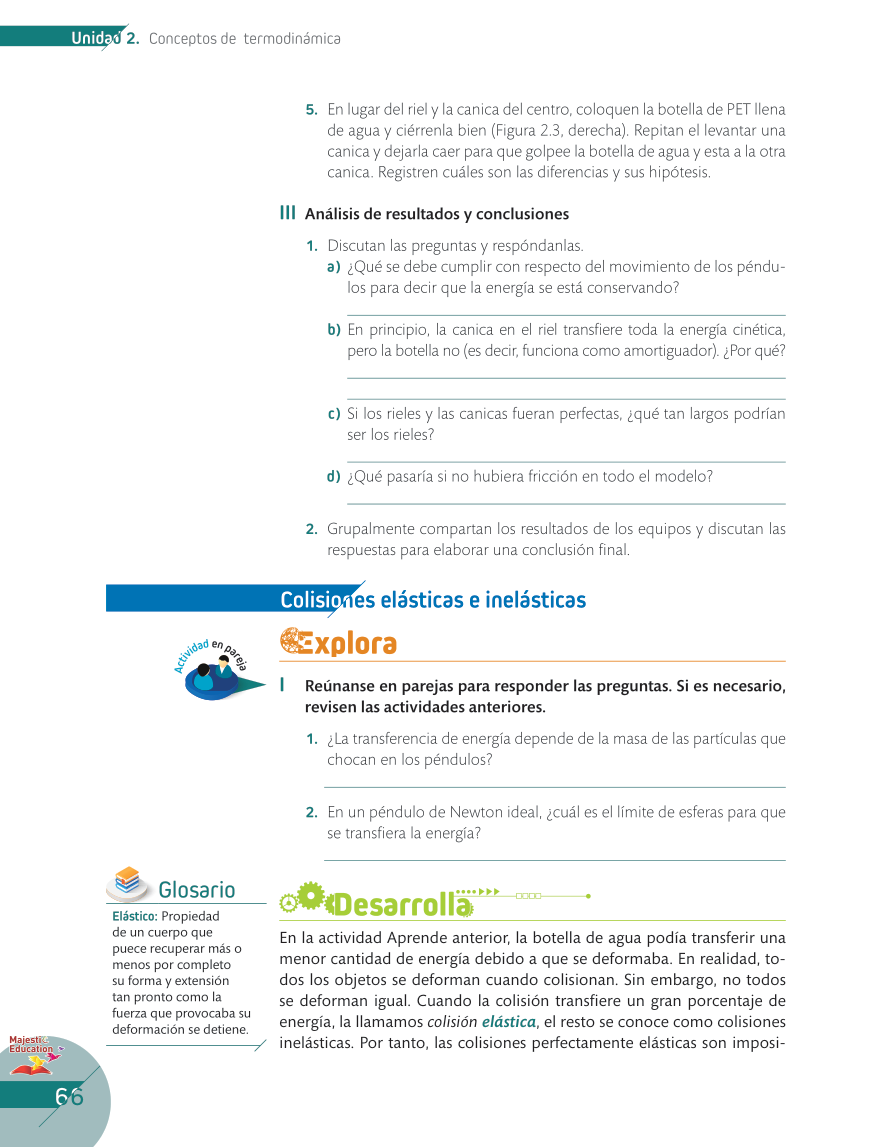 Unidad 2. Conceptos de termodinámica
5. En lugar del riel y la canica del centro, coloquen la botella de PET llena
de agua y ciérrenla bien (Figura 2.3, derecha). Repitan el levantar una
canica y dejarla caer para que golpee la botella de agua y esta a la otra
canica. Registren cuáles son las diferencias y sus hipótesis.
III Análisis de resultados y conclusiones
1. Discutan las preguntas y respóndanlas.
a) ¿Qué se debe cumplir con respecto del movimiento de los péndu-
los para decir que la energía se está conservando?
b) En principio, la canica en el riel transfiere toda la energía cinética,
pero la botella no (es decir, funciona como amortiguador). ¿Por qué?
c) Si los rieles y las canicas fueran perfectas, ¿qué tan largos podrían
ser los rieles?
d) ¿Qué pasaría si no hubiera fricción en todo el modelo?
2. Grupalmente compartan los resultados de los equipos y discutan las
respuestas para elaborar una conclusión final.
Colisiones elásticas e inelásticas
Explora
Actividad en pareja
I Reúnanse en parejas para responder las preguntas. Si es necesario,
revisen las actividades anteriores.
1. ¿La transferencia de energía depende de la masa de las partículas que
chocan en los péndulos?
2. En un péndulo de Newton ideal, ¿cuál es el límite de esferas para que
se transfiera la energía?
Glosario
Elástico: Propiedad
de un cuerpo que
puece recuperar más o
menos por completo
su forma y extensión
tan pronto como la
fuerza que provocaba su
deformación se detiene.
Desarrolla
En la actividad Aprende anterior, la botella de agua podía transferir una
menor cantidad de energía debido a que se deformaba. En realidad, to-
dos los objetos se deforman cuando colisionan. Sin embargo, no todos
se deforman igual. Cuando la colisión transfiere un gran porcentaje de
energía, la llamamos colisión elástica, el resto se conoce como colisiones
inelásticas. Por tanto, las colisiones perfectamente elásticas son imposi-
Majestic
Education
66